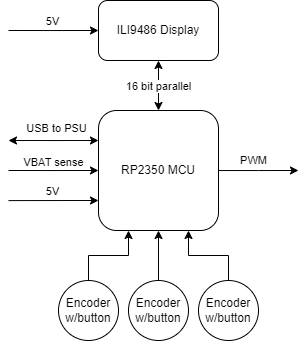 5V
ILI9486 Display
16 bit parallel
USB to PSU
VBAT sense
5V
RP2350 MCU
PWM
Encoder
w/button
Encoder
w/button
Encoder
w/button